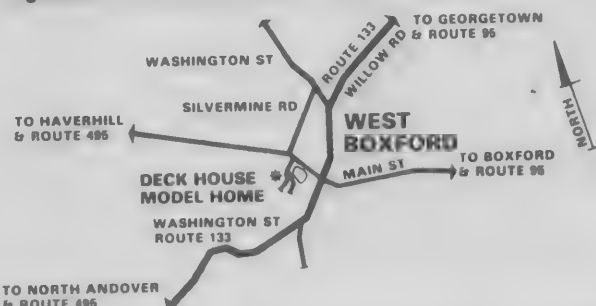 TO GEORGETOWN
& ROUTE 95
ROUTE 133
WILLOW RD
WASHINGTON ST
SILVERMINE RD
WEST
BOXFORD
TO HAVERHILL
& ROUTE 495
NORTH
MAIN ST
TO BOXFORD
& ROUTE 95
DECK HOUSE
MODEL HOME
WASHINGTON ST
ROUTE 133
TO NORTH ANDOVER
& ROUTE 495